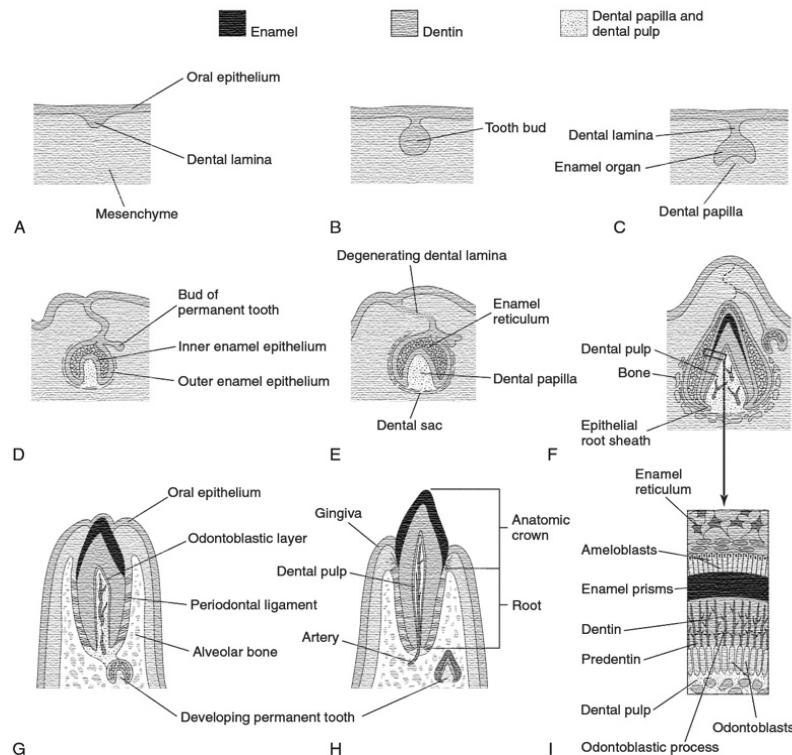 Enamel
Dentin
Dental papilla and
dental pulp
Oral epithelium
Dental lamina
Mesenchyme
A
Tooth bud
B
Dental lamina
Enamel organ
Dental papilla
C
Bud of
permanent tooth
Inner enamel epithelium
Outer enamel epithelium
D
Degenerating dental lamina
Enamel
reticulum
Dental papilla
Dental sac
E
Dental pulp
Bone
Epithelial
root sheath
F
Oral epithelium
Odontoblastic layer
Periodontal ligament
Alveolar bone
Developing permanent tooth
G
Gingiva
Dental pulp
Artery
Anatomic
crown
Root
H
Enamel
reticulum
Ameloblasts
Enamel prisms
Dentin
Predentin
Dental pulp
Odontoblasts
Odontoblastic process
I